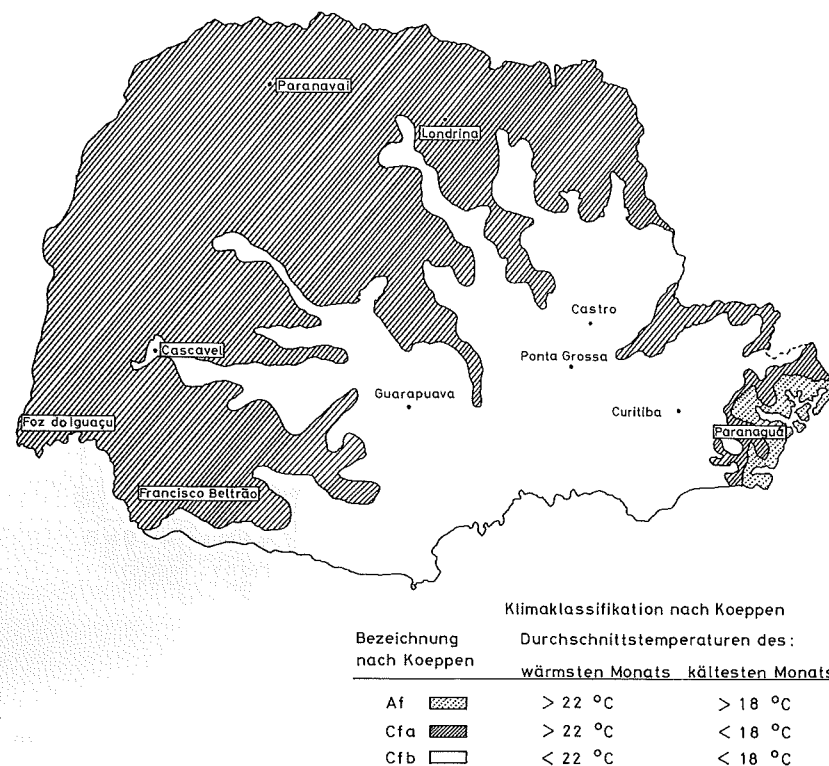 Paranavai
Londrina
Castro
Cascavel
Ponta Grossa
Guarapuava
Curitiba
Foz do Iguaçu
Paranaguá
Francisco Beltrão
Klimaklassifikation nach Koeppen
Bezeichnung nach Koeppen
Durchschnittstemperaturen des:
wärmsten Monats kältesten Monats
Af > 22 °C > 18 °C
Cfa > 22 °C < 18 °C
Cfb < 22 °C < 18 °C